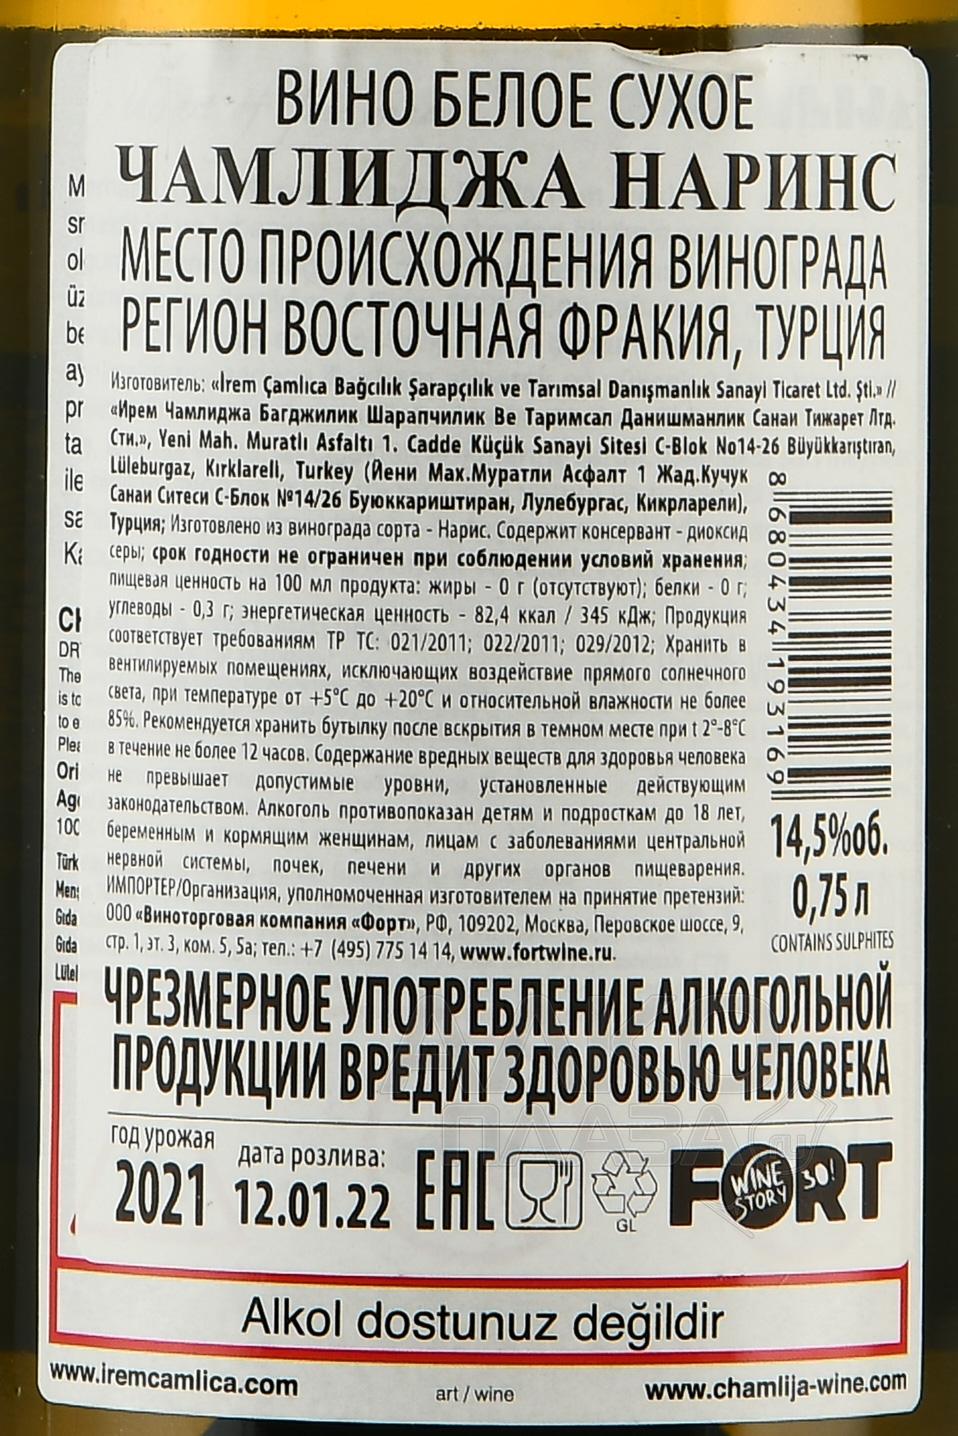 ВИНО БЕЛОЕ СУХОЕ
ЧАМЛИДЖА НАРИНС
МЕСТО ПРОИСХОЖДЕНИЯ ВИНОГРАДА
РЕГИОН ВОСТОЧНАЯ ФРАКИЯ, ТУРЦИЯ
Изготовитель: «İrem Çamlıca Bağcılık Şarapçılık ve Tarımsal Danışmanlık Sanayi Ticaret Ltd. Şti.» //
«Ирем Чамлиджа Багджилик Шарапчилик Ве Таримсал Данишманлик Санаи Тижарет Лтд.
Сти.», Yeni Mah. Muratlı Asfaltı 1. Cadde Küçük Sanayi Sitesi C-Blok No14-26 Büyükkarıştıran,
Lüleburgaz, Kırklareli, Turkey (Йени Мах.Муратли Асфалт 1 Жад.Кучук
Санаи Ситеси С-Блок №14/26 Буюккариштиран, Лулебургас, Кикрларели),
Турция; Изготовлено из винограда сорта - Нарис. Содержит консервант - диоксид
серы; срок годности не ограничен при соблюдении условий хранения;
пищевая ценность на 100 мл продукта: жиры - 0 г (отсутствуют); белки - 0 г;
углеводы - 0,3 г; энергетическая ценность - 82,4 ккал / 345 кДж; Продукция
соответствует требованиям ТР ТС: 021/2011; 022/2011; 029/2012; Хранить в
вентилируемых помещениях, исключающих воздействие прямого солнечного
света, при температуре от +5°С до +20°С и относительной влажности не более
85%. Рекомендуется хранить бутылку после вскрытия в темном месте при t 2°-8°С
в течение не более 12 часов. Содержание вредных веществ для здоровья человека
не превышает допустимые уровни, установленные действующим
законодательством. Алкоголь противопоказан детям и подросткам до 18 лет,
беременным и кормящим женщинам, лицам с заболеваниями центральной
нервной системы, почек, печени и других органов пищеварения.
ИМПОРТЕР/Организация, уполномоченная изготовителем на принятие претензий:
ООО «Виноторговая компания «Форт», РФ, 109202, Москва, Перовское шоссе, 9,
стр. 1, эт. 3, ком. 5, 5а; тел.: +7 (495) 775 14 14, www.fortwine.ru.
8 680434 193169
14,5%об.
0,75 л
CONTAINS SULPHITES
ЧРЕЗМЕРНОЕ УПОТРЕБЛЕНИЕ АЛКОГОЛЬНОЙ
ПРОДУКЦИИ ВРЕДИТ ЗДОРОВЬЮ ЧЕЛОВЕКА
год урожая
2021
дата розлива:
12.01.22
EAC
GL
FORT
WINE STORY 30!
Alkol dostunuz değildir
www.iremcamlica.com
art / wine
www.chamlija-wine.com